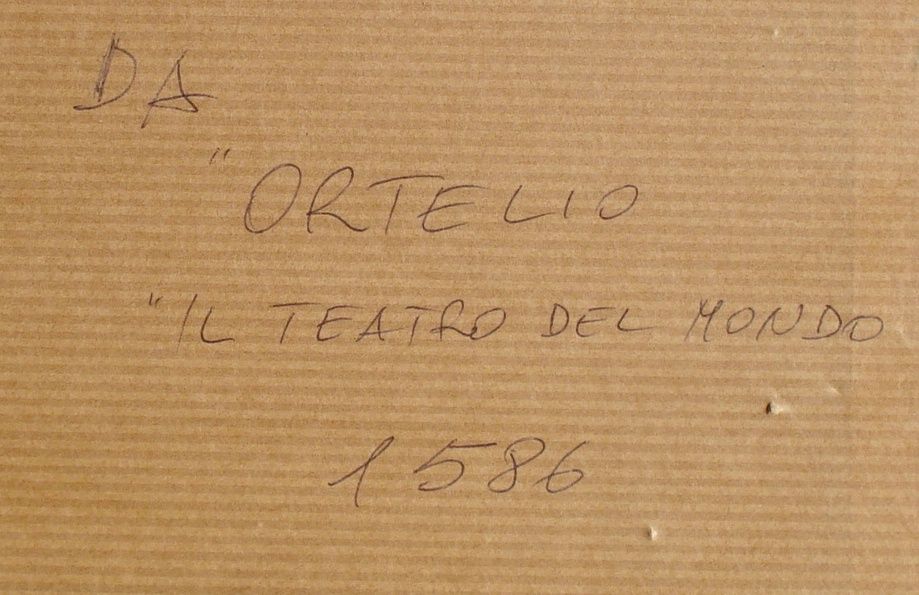 DA
"ORTELIO
"IL TEATRO DEL MONDO
1586